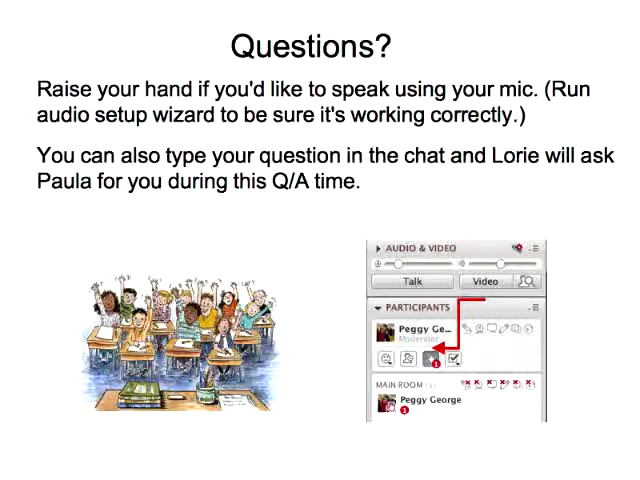 Questions?
Raise your hand if you'd like to speak using your mic. (Run
audio setup wizard to be sure it's working correctly.)
You can also type your question in the chat and Lorie will ask
Paula for you during this Q/A time.
AUDIO & VIDEO
Talk
Video
PARTICIPANTS
Peggy Ge...
Moderator
1
MAIN ROOM
Peggy George
1